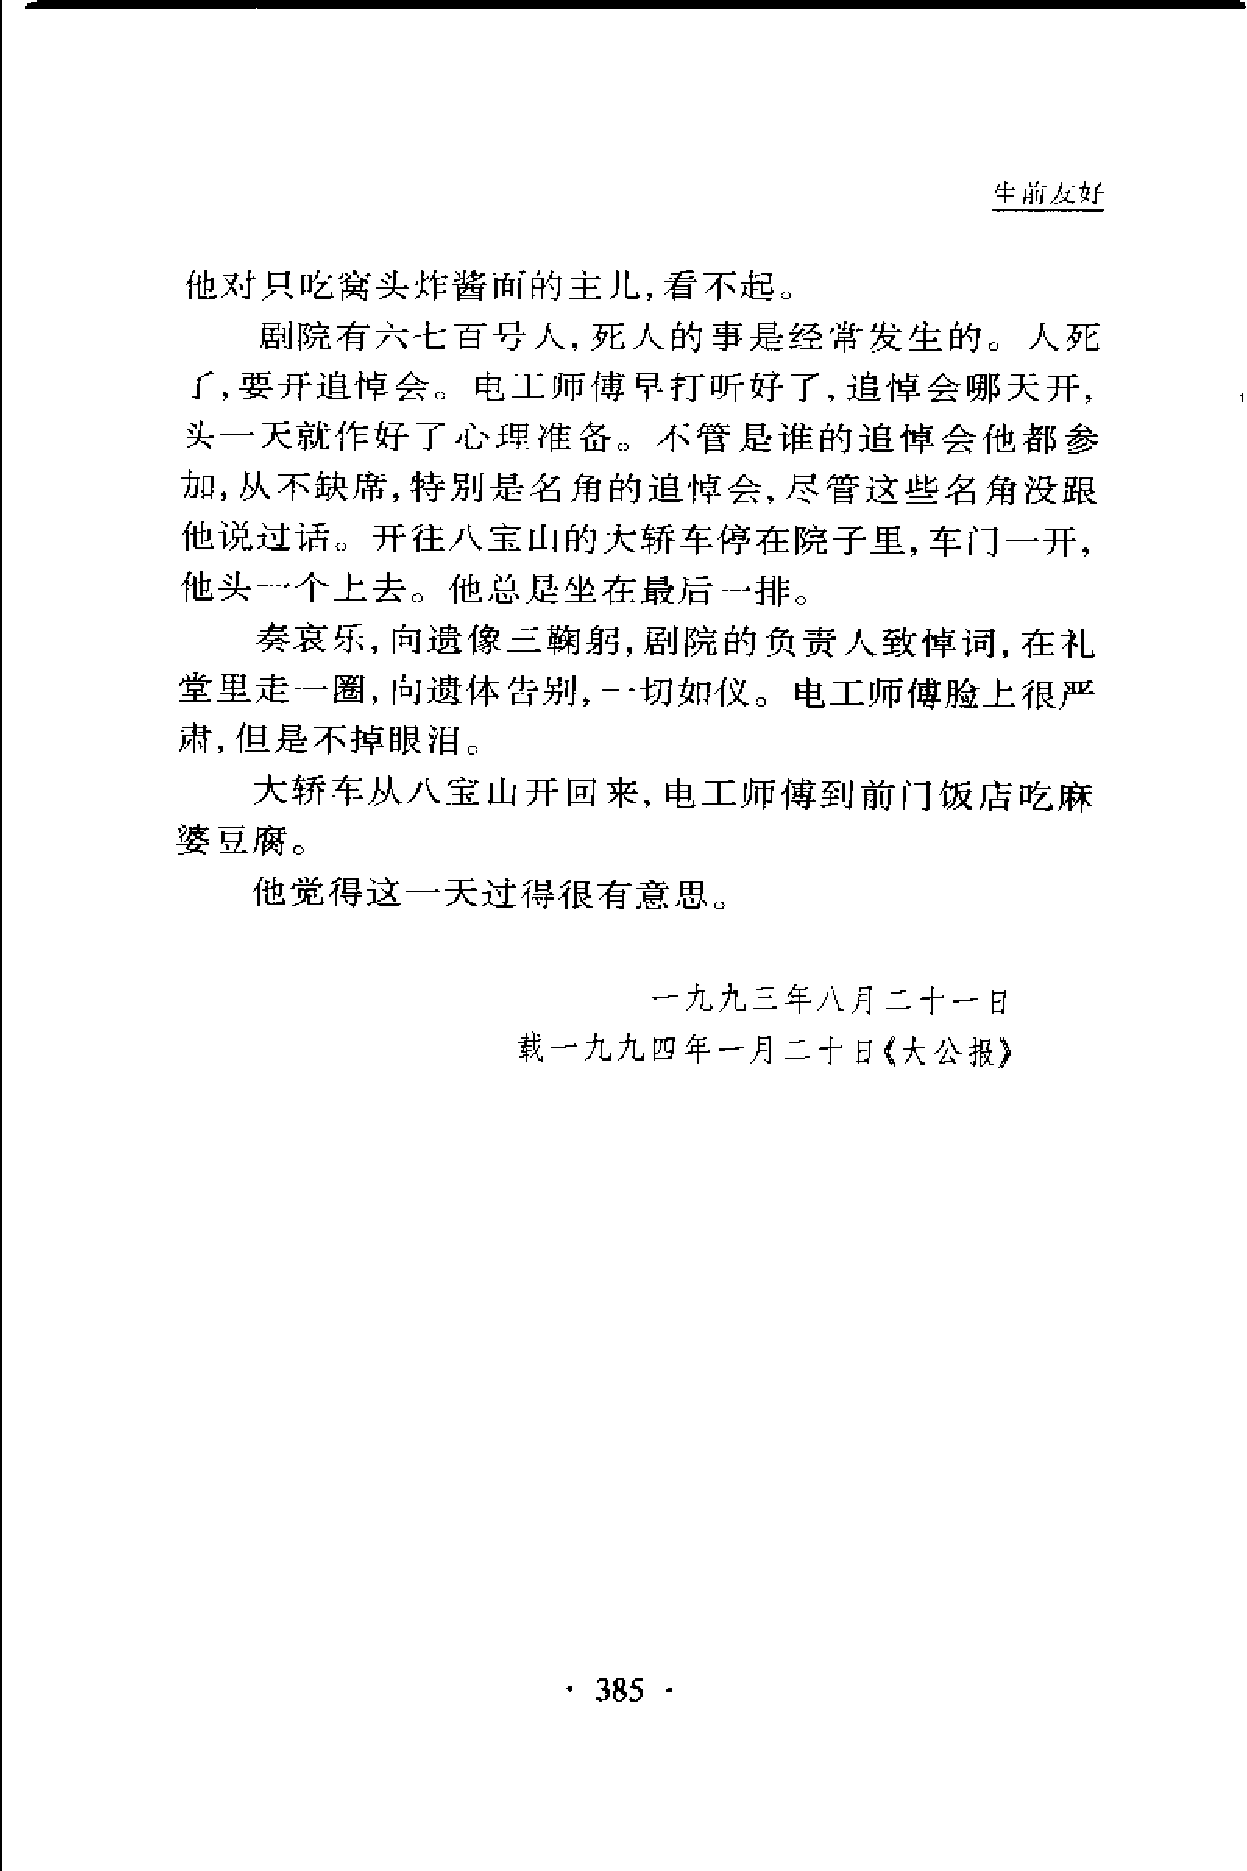 生前友好
他对只吃窝头炸酱面的主儿,看不起。
剧院有六七百号人,死人的事是经常发生的。人死
了,要开追悼会。电工师傅早打听好了,追悼会哪天开,
头一天就作好了心理准备。不管是谁的追悼会他都参
加,从不缺席,特别是名角的追悼会,尽管这些名角没跟
他说过话。开往八宝山的大轿车停在院子里,车门一开,
他头一个上去。他总是坐在最后一排。
奏哀乐,向遗像三鞠躬,剧院的负责人致悼词,在礼
堂里走一圈,向遗体告别,一切如仪。电工师傅脸上很严
肃,但是不掉眼泪。
大轿车从八宝山开回来,电工师傅到前门饭店吃麻
婆豆腐。
他觉得这一天过得很有意思。
一九九三年八月二十一日
载一九九四年一月二十日《大公报》
· 385 ·